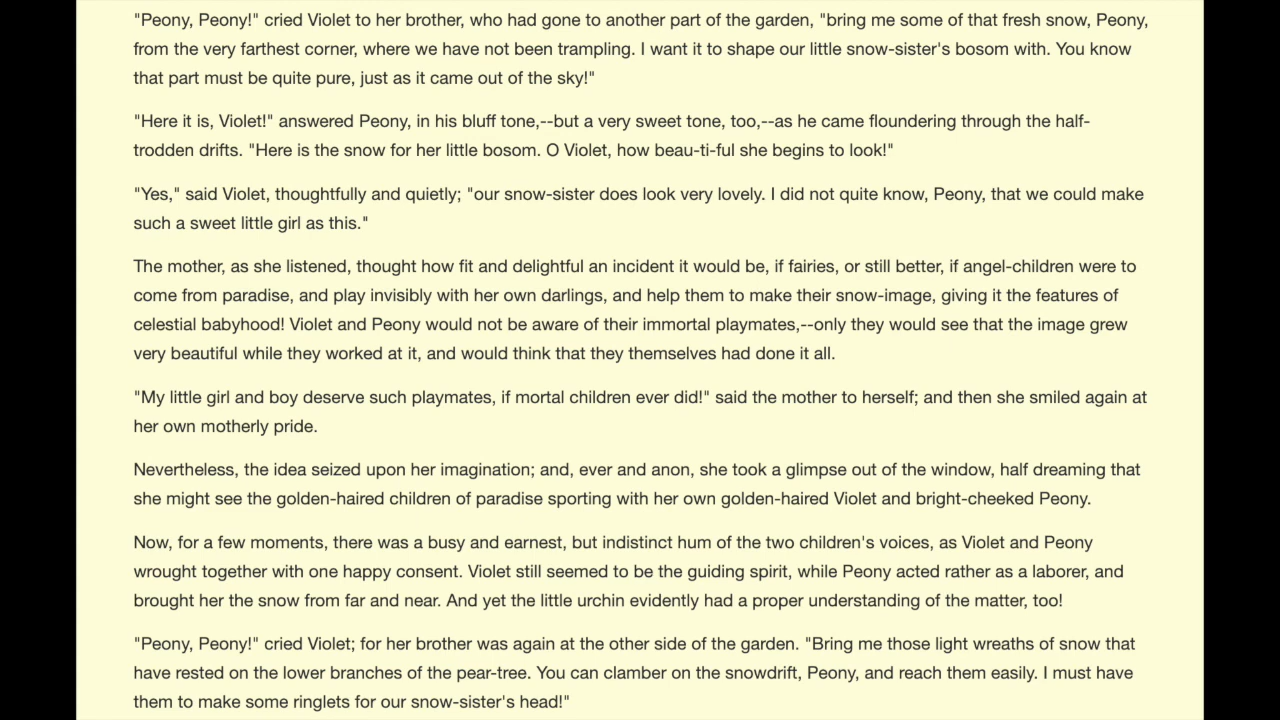 "Peony, Peony!" cried Violet to her brother, who had gone to another part of the garden, "bring me some of that fresh snow, Peony,
from the very farthest corner, where we have not been trampling. I want it to shape our little snow-sister's bosom with. You know
that part must be quite pure, just as it came out of the sky!"
"Here it is, Violet!" answered Peony, in his bluff tone,--but a very sweet tone, too,--as he came floundering through the half-
trodden drifts. "Here is the snow for her little bosom. O Violet, how beau-ti-ful she begins to look!"
"Yes," said Violet, thoughtfully and quietly; "our snow-sister does look very lovely. I did not quite know, Peony, that we could make
such a sweet little girl as this."
The mother, as she listened, thought how fit and delightful an incident it would be, if fairies, or still better, if angel-children were to
come from paradise, and play invisibly with her own darlings, and help them to make their snow-image, giving it the features of
celestial babyhood! Violet and Peony would not be aware of their immortal playmates,--only they would see that the image grew
very beautiful while they worked at it, and would think that they themselves had done it all.
"My little girl and boy deserve such playmates, if mortal children ever did!" said the mother to herself; and then she smiled again at
her own motherly pride.
Nevertheless, the idea seized upon her imagination; and, ever and anon, she took a glimpse out of the window, half dreaming that
she might see the golden-haired children of paradise sporting with her own golden-haired Violet and bright-cheeked Peony.
Now, for a few moments, there was a busy and earnest, but indistinct hum of the two children's voices, as Violet and Peony
wrought together with one happy consent. Violet still seemed to be the guiding spirit, while Peony acted rather as a laborer, and
brought her the snow from far and near. And yet the little urchin evidently had a proper understanding of the matter, too!
"Peony, Peony!" cried Violet; for her brother was again at the other side of the garden. "Bring me those light wreaths of snow that
have rested on the lower branches of the pear-tree. You can clamber on the snowdrift, Peony, and reach them easily. I must have
them to make some ringlets for our snow-sister's head!"